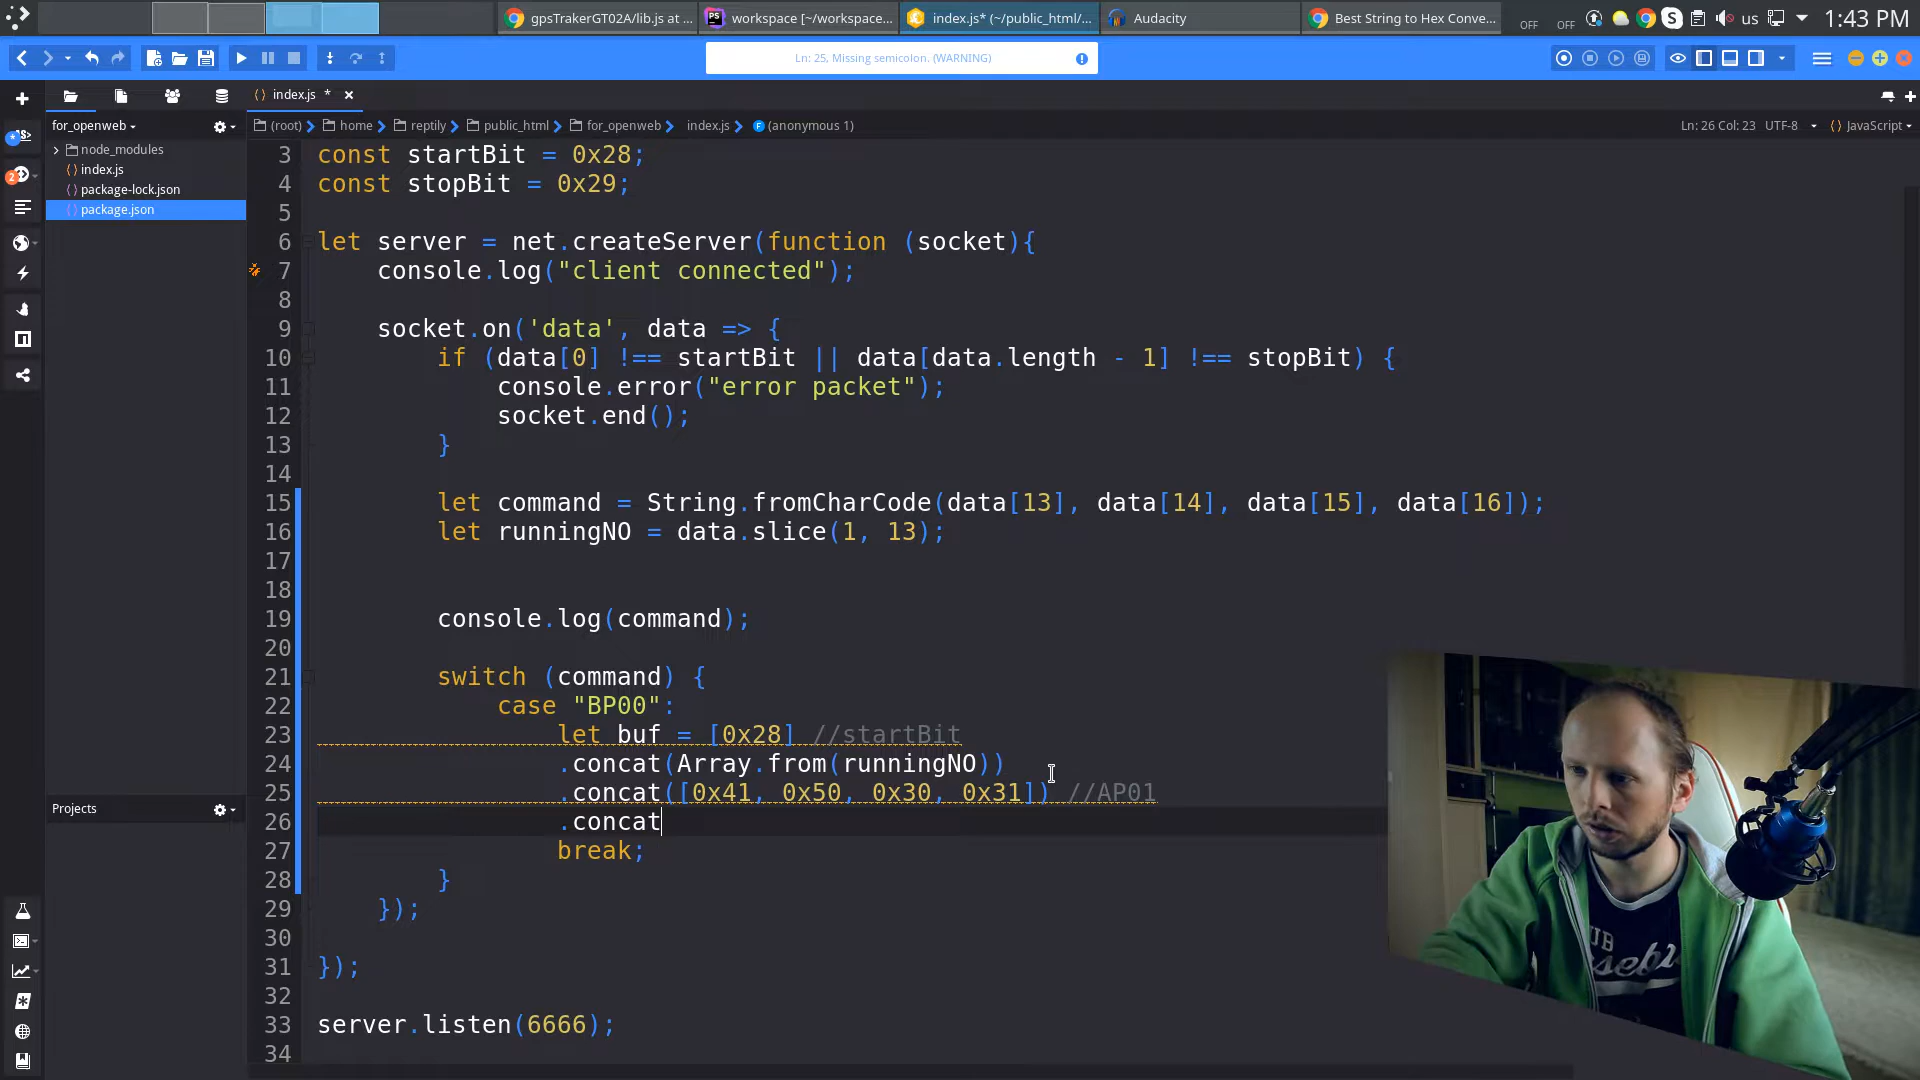 gpsTrakerGT02A/lib.js at ...
workspace [~/workspace...
index.js* (~/public_html/...
Audacity
Best String to Hex Conve...
OFF
OFF
us
1:43 PM
Ln: 25, Missing semicolon. (WARNING)
index.js *
for_openweb
(root)
home
reptily
public_html
for_openweb
index.js
(anonymous 1)
Ln: 26 Col: 23
UTF-8
JavaScript
node_modules
index.js
package-lock.json
package.json
Projects
3 const startBit = 0x28;
4 const stopBit = 0x29;
5
6 let server = net.createServer(function (socket){
7 console.log("client connected");
8
9 socket.on('data', data => {
10 if (data[0] !== startBit || data[data.length - 1] !== stopBit) {
11 console.error("error packet");
12 socket.end();
13 }
14
15 let command = String.fromCharCode(data[13], data[14], data[15], data[16]);
16 let runningNO = data.slice(1, 13);
17
18
19 console.log(command);
20
21 switch (command) {
22 case "BP00":
23 let buf = [0x28] //startBit
24 .concat(Array.from(runningNO))
25 .concat([0x41, 0x50, 0x30, 0x31]) //AP01
26 .concat
27 break;
28 }
29 });
30
31 });
32
33 server.listen(6666);
34